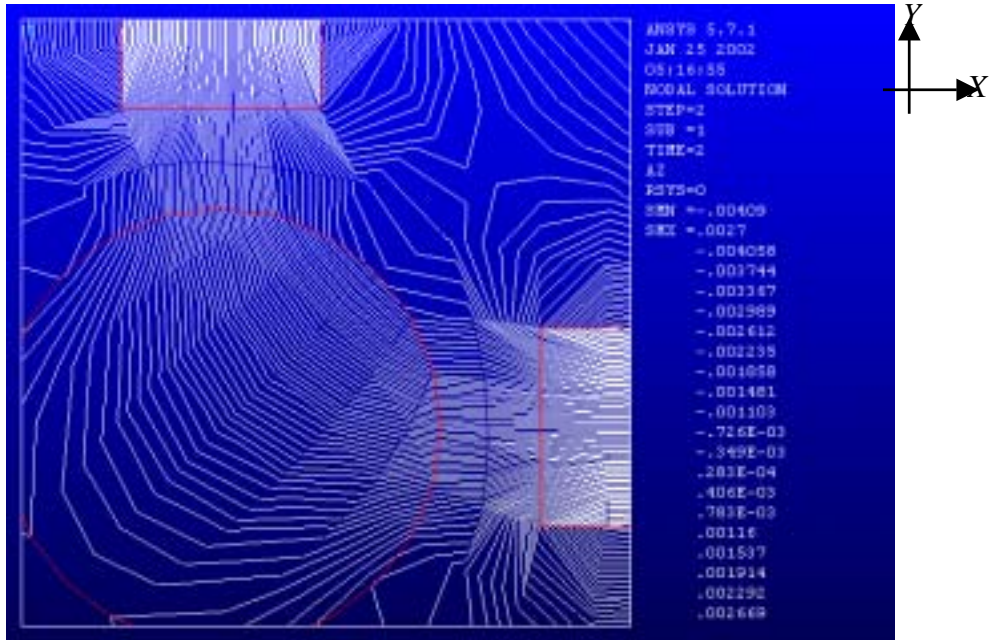 ANSYS 5.7.1
JAN 25 2002
05:16:55
NODAL SOLUTION
STEP=2
SUB =1
TIME=2
AZ
RSYS=0
SMN =-.00409
SMX =.0027
-.004058
-.003744
-.003367
-.002989
-.002612
-.002235
-.001858
-.001481
-.001103
-.726E-03
-.349E-03
.283E-04
.406E-03
.783E-03
.00116
.001537
.001914
.002292
.002669
Y
X